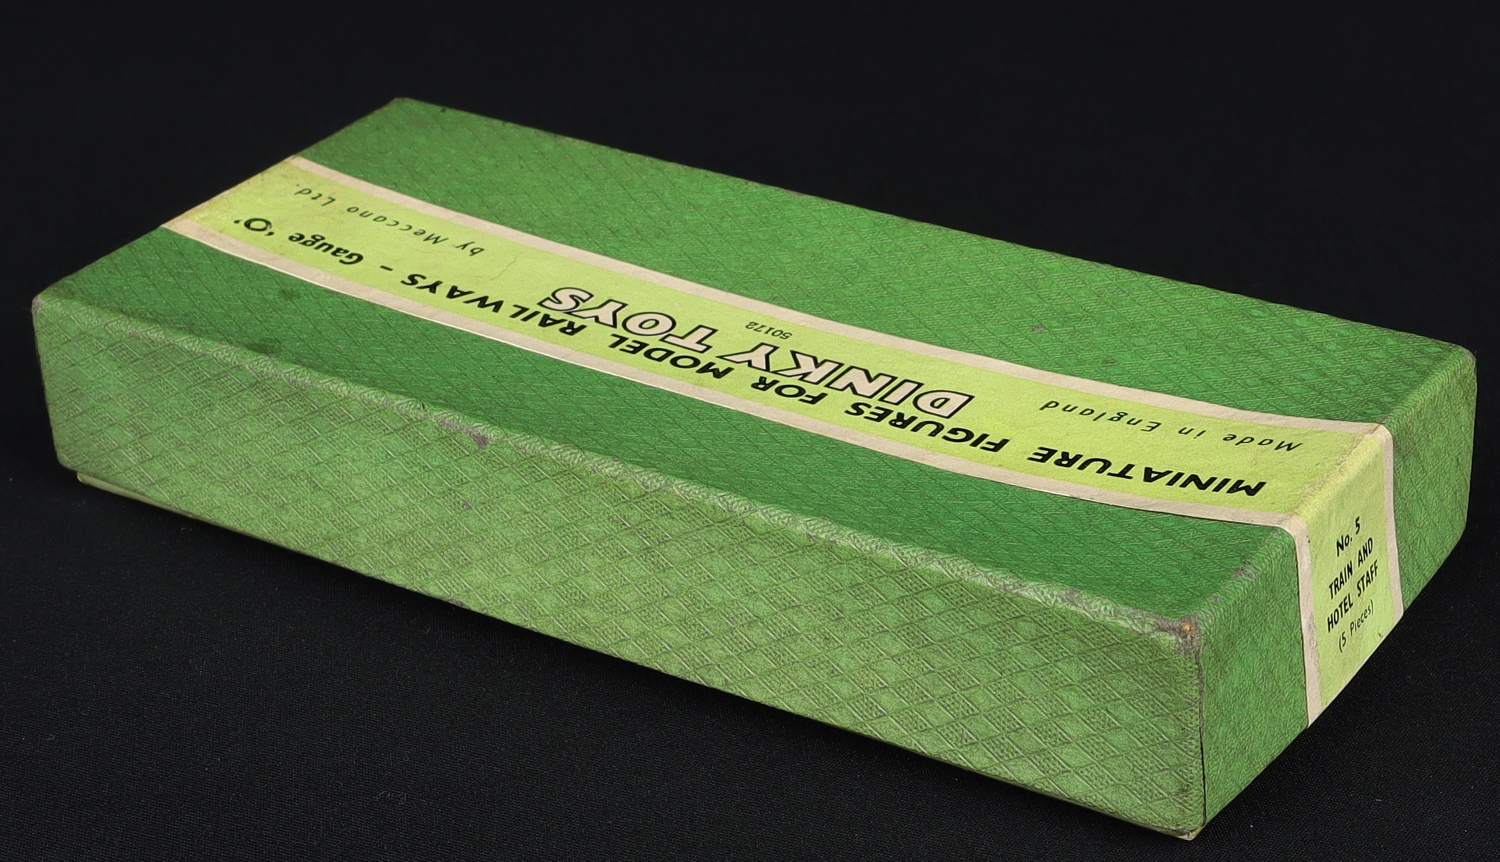 MINIATURE FIGURES FOR MODEL RAILWAYS – Gauge 'O'
DINKY TOYS
Made in England 50172 by Meccano Ltd.
No. 5
TRAIN AND
HOTEL STAFF
(5 Pieces)